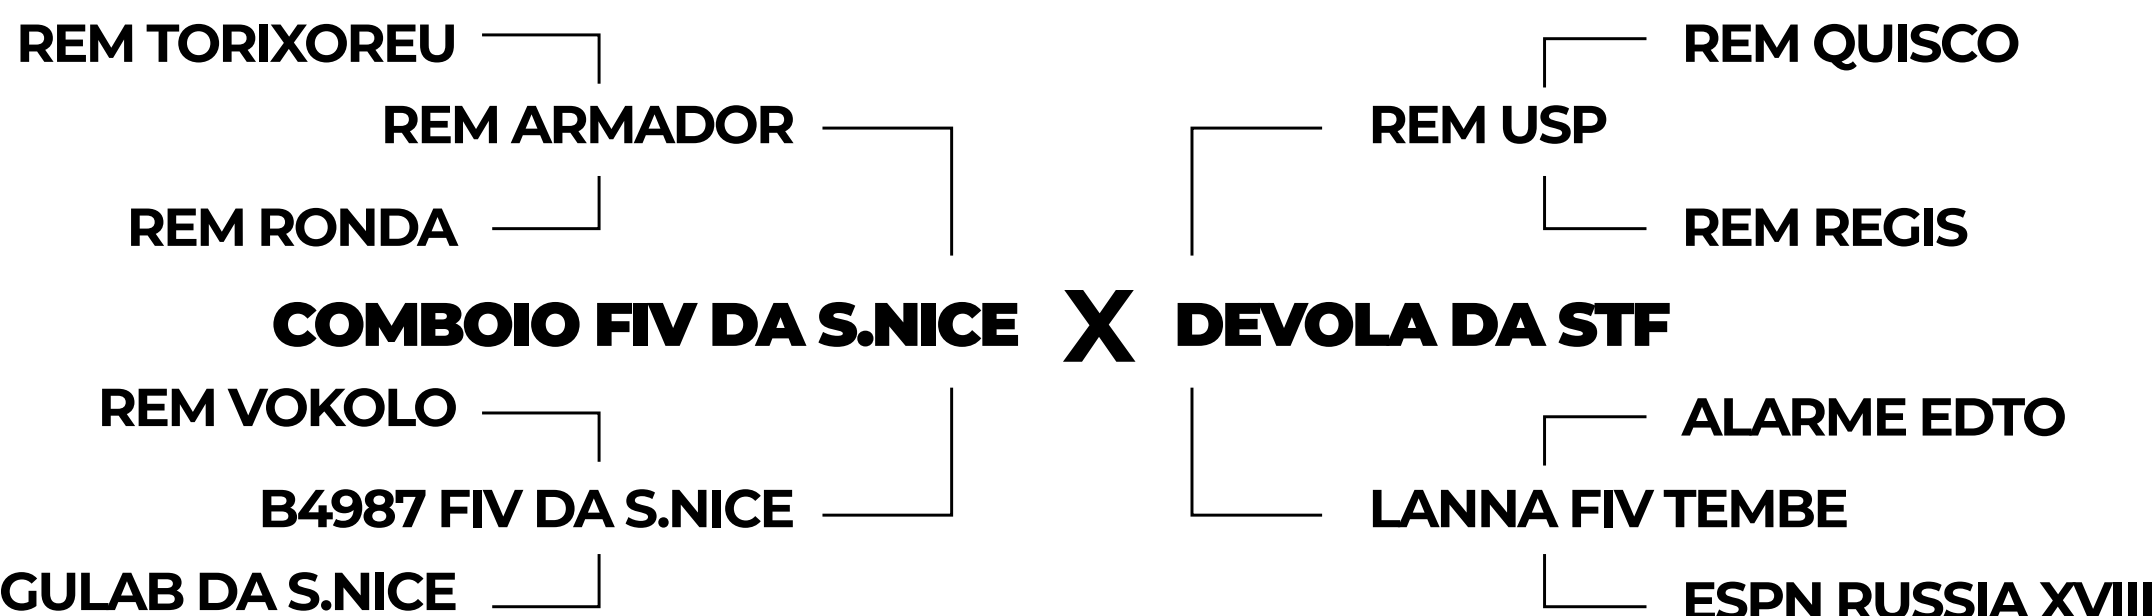 REM TORIXOREU
REM QUISCO
REM ARMADOR
REM USP
REM RONDA
REM REGIS
COMBOIO FIV DA S.NICE X DEVOLA DA STF
REM VOKOLO
ALARME EDTO
B4987 FIV DA S.NICE
LANNA FIV TEMBE
GULAB DA S.NICE
ESPN RUSSIA XVIII